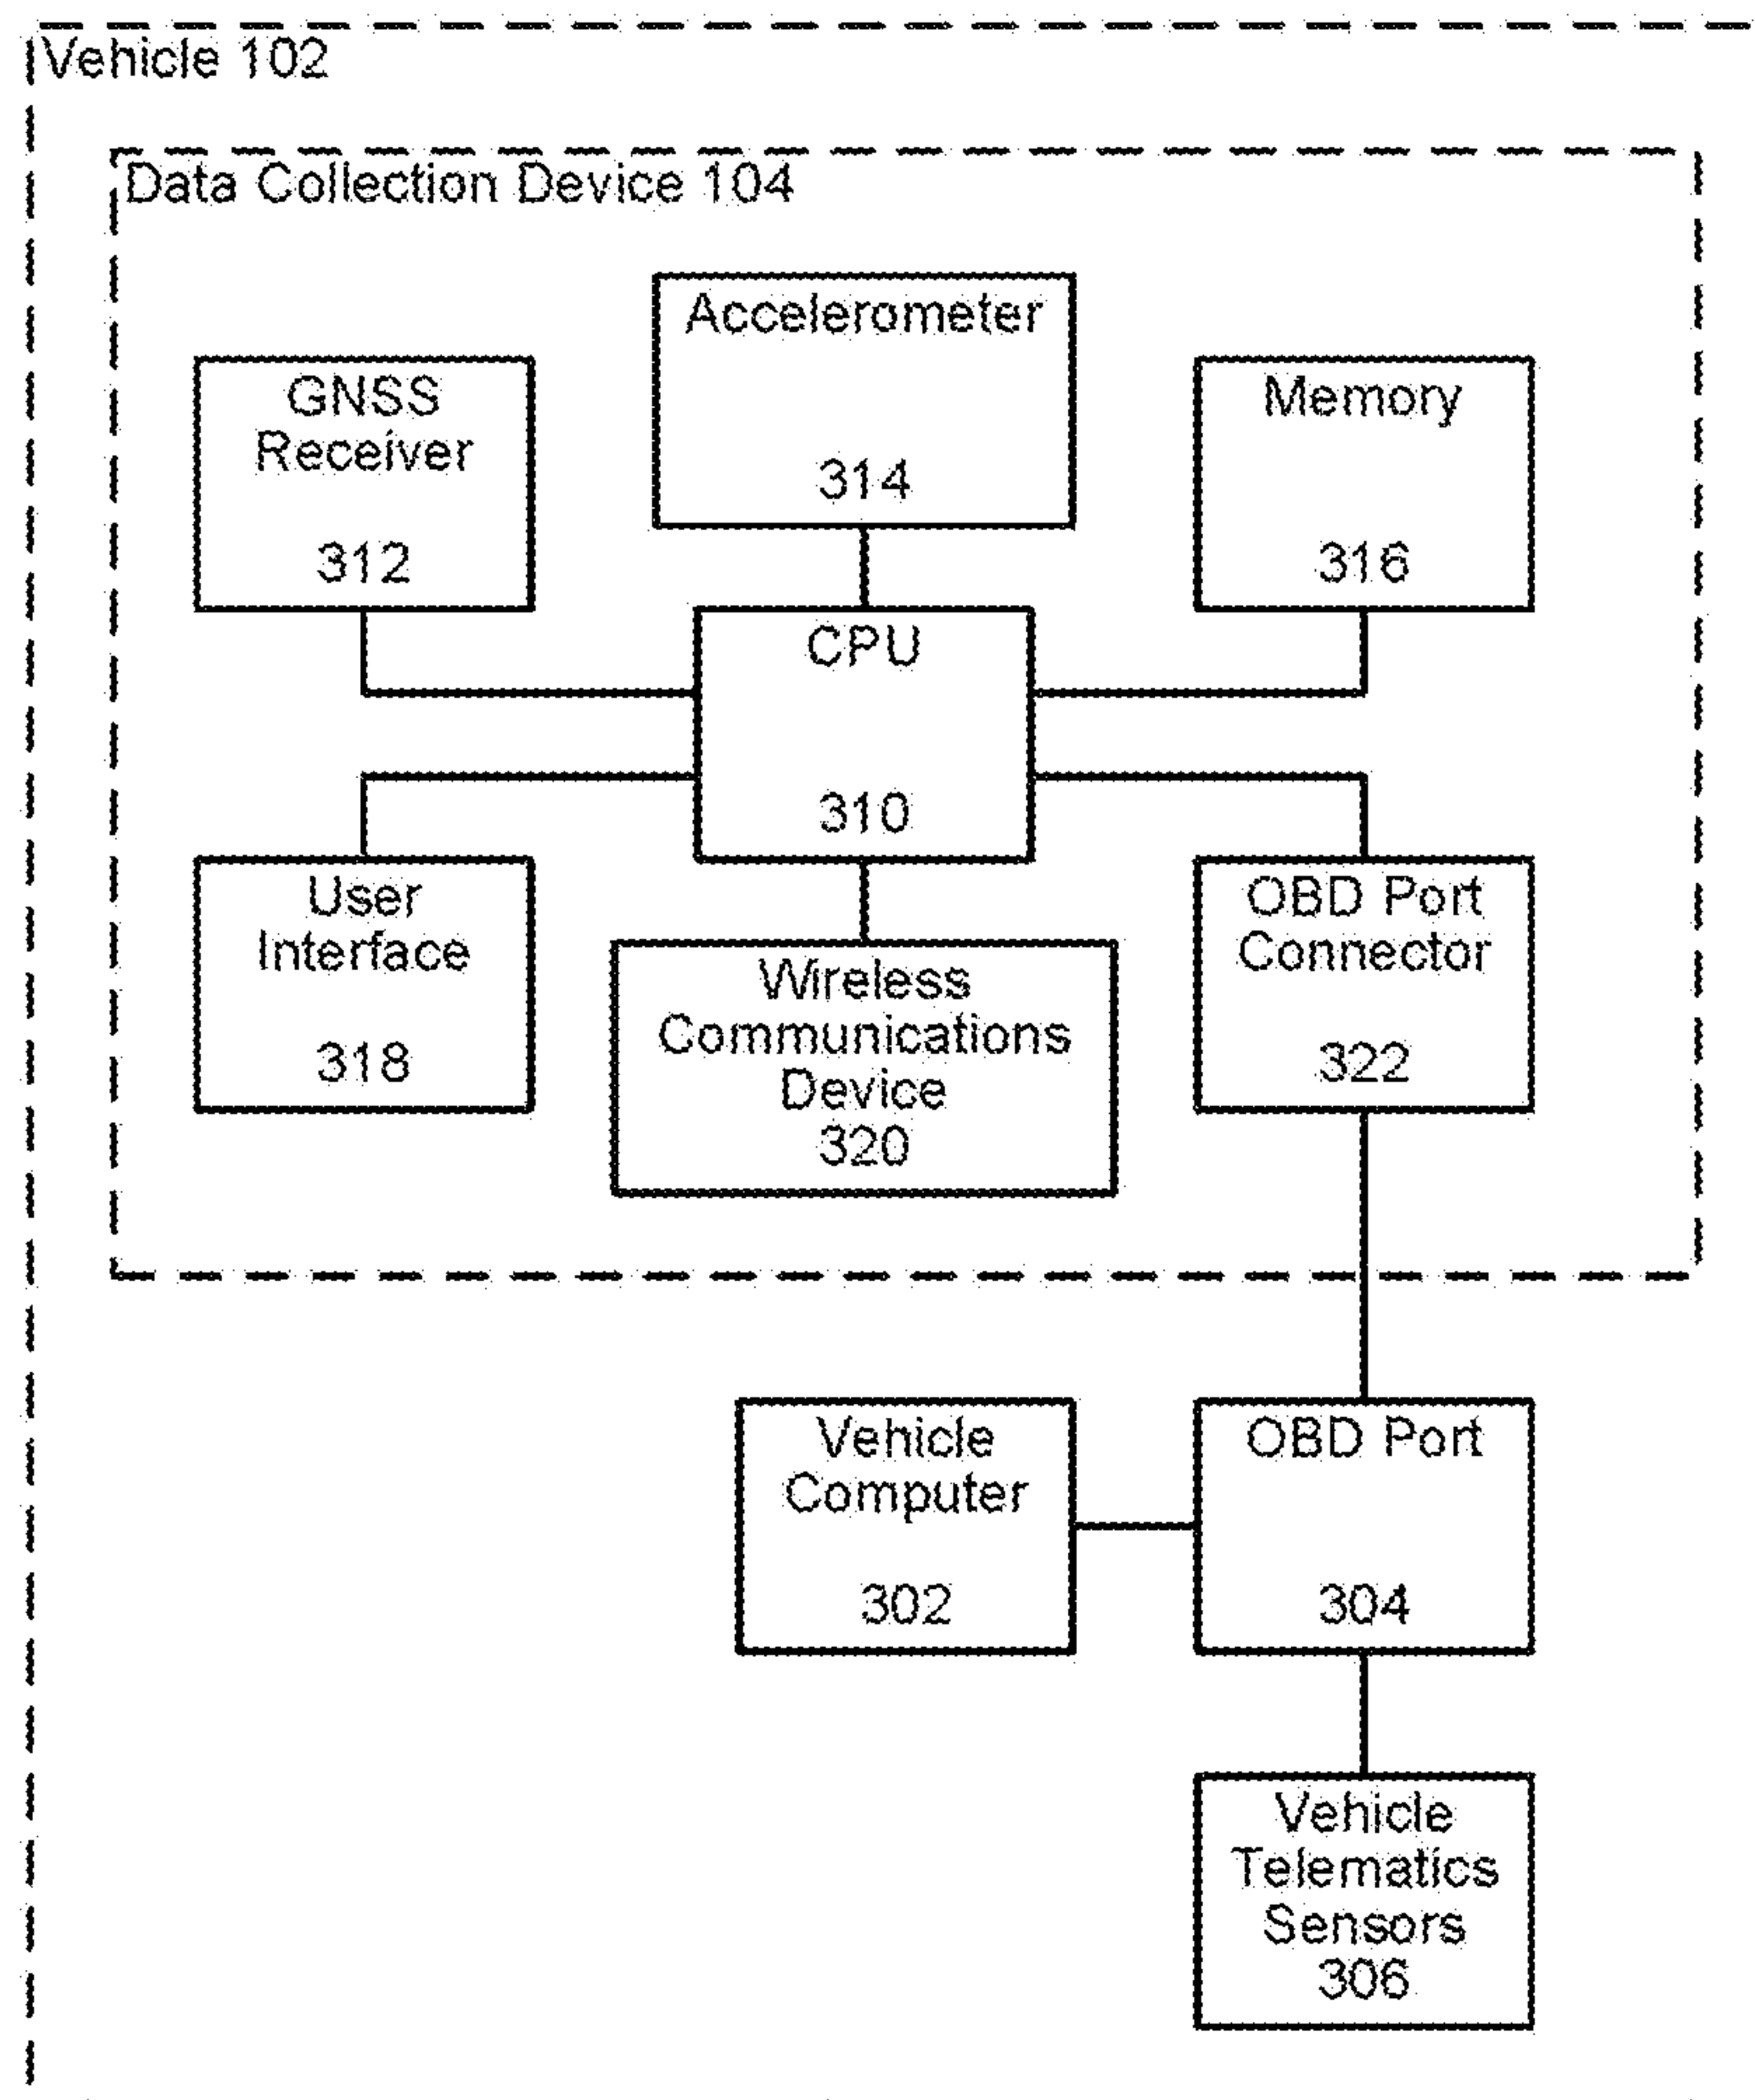 Vehicle 102
Data Collection Device 104
Accelerometer
314
GNSS
Receiver
312
Memory
316
CPU
310
User
Interface
318
Wireless
Communications
Device
320
OBD Port
Connector
322
Vehicle
Computer
302
OBD Port
304
Vehicle
Telematics
Sensors
306